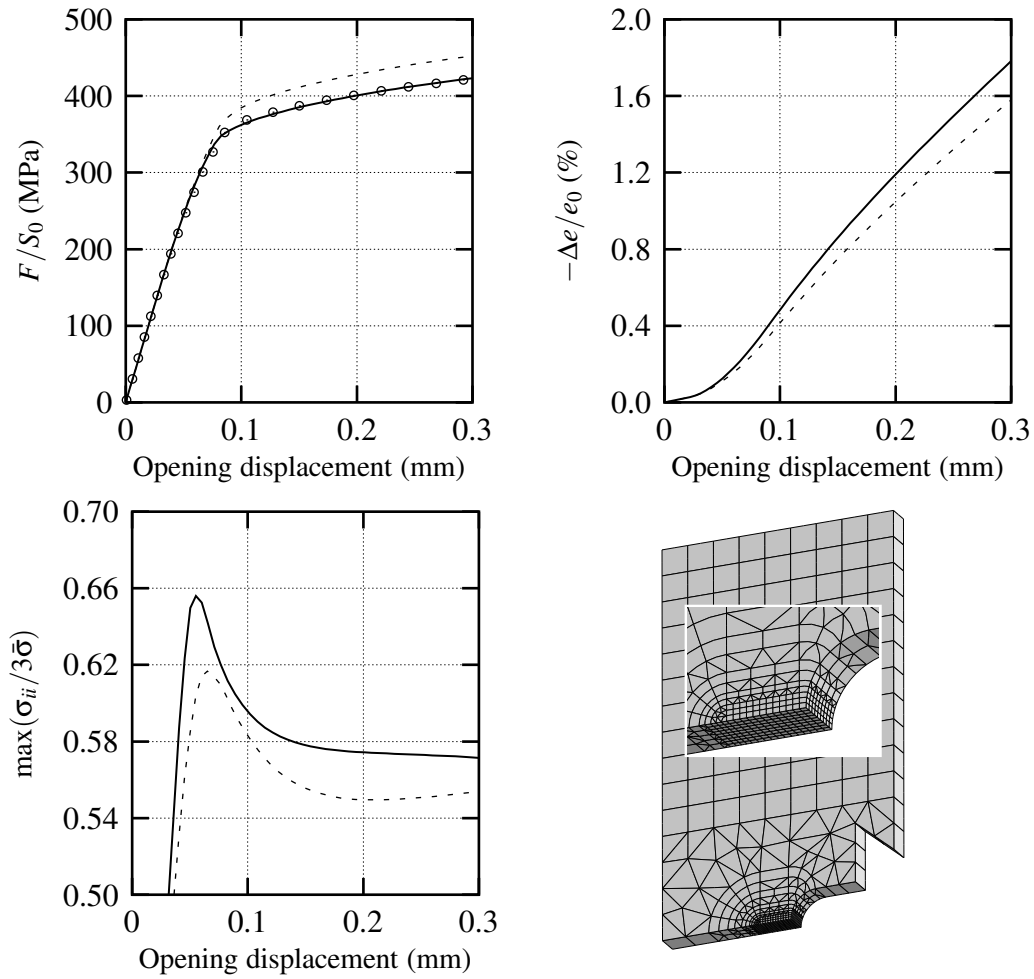 500
400
300
200
100
0
F/S₀ (MPa)
0 0.1 0.2 0.3
Opening displacement (mm)
2.0
1.6
1.2
0.8
0.4
0.0
−Δe/e₀ (%)
0 0.1 0.2 0.3
Opening displacement (mm)
0.70
0.66
0.62
0.58
0.54
0.50
max(σᵢᵢ/3σ̄)
0 0.1 0.2 0.3
Opening displacement (mm)